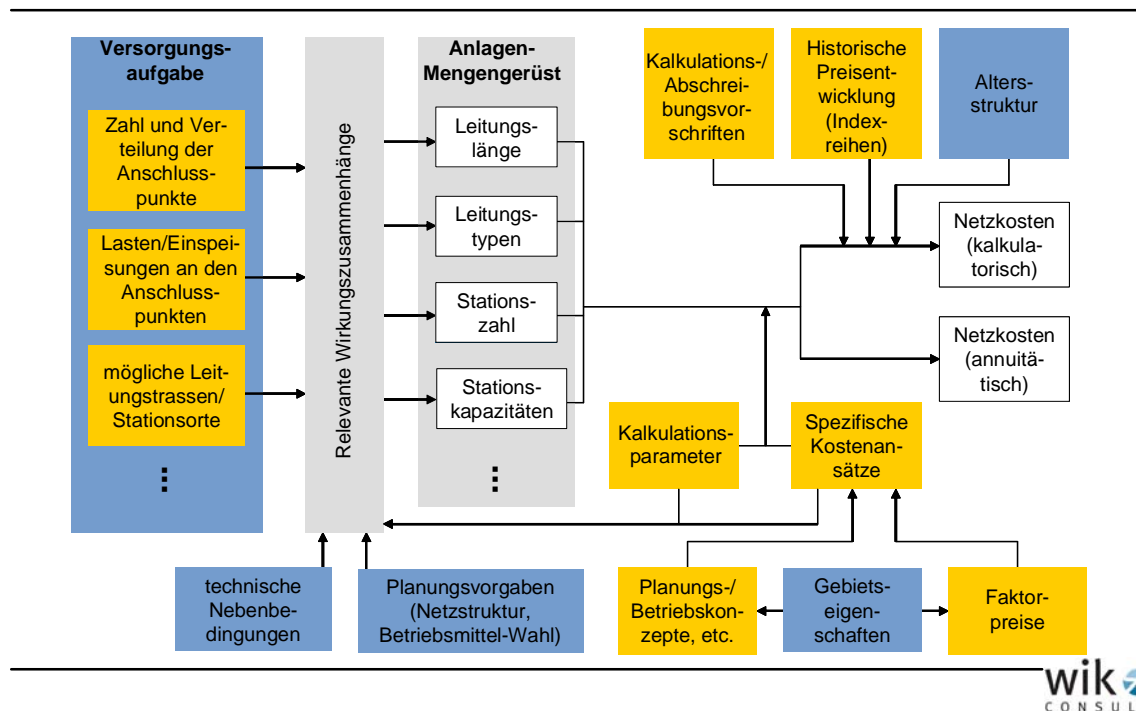 Versorgungs-
aufgabe
Zahl und Ver-
teilung der
Anschluss-
punkte
Lasten/Einspei-
sungen an den
Anschluss-
punkten
mögliche Leit-
ungstrassen/
Stationsorte
...
Relevante Wirkungszusammenhänge
Anlagen-
Mengengerüst
Leitungs-
länge
Leitungs-
typen
Stations-
zahl
Stations-
kapazitäten
...
Kalkulations-/
Abschrei-
bungsvor-
schriften
Historische
Preisent-
wicklung
(Index-
reihen)
Alters-
struktur
Netzkosten
(kalkula-
torisch)
Netzkosten
(annuitä-
tisch)
Kalkulations-
parameter
Spezifische
Kostenan-
sätze
technische
Nebenbe-
dingungen
Planungsvorgaben
(Netzstruktur,
Betriebsmittel-Wahl)
Planungs-/
Betriebskon-
zepte, etc.
Gebiets-
eigen-
schaften
Faktor-
preise
wik
CONSUL